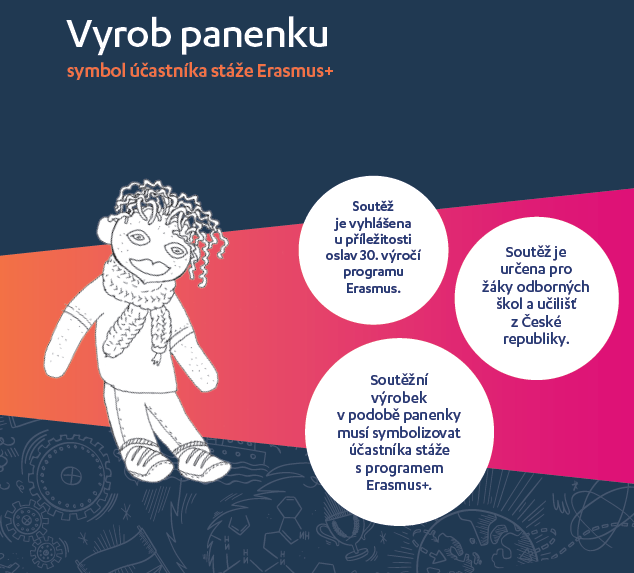 Vyrob panenku
symbol účastníka stáže Erasmus+
Soutěž
je vyhlášena
u příležitosti
oslav 30. výročí
programu
Erasmus.
Soutěž je
určena pro
žáky odborných
škol a učilišť
z České
republiky.
Soutěžní
výrobek
v podobě panenky
musí symbolizovat
účastníka stáže
s programem
Erasmus+.